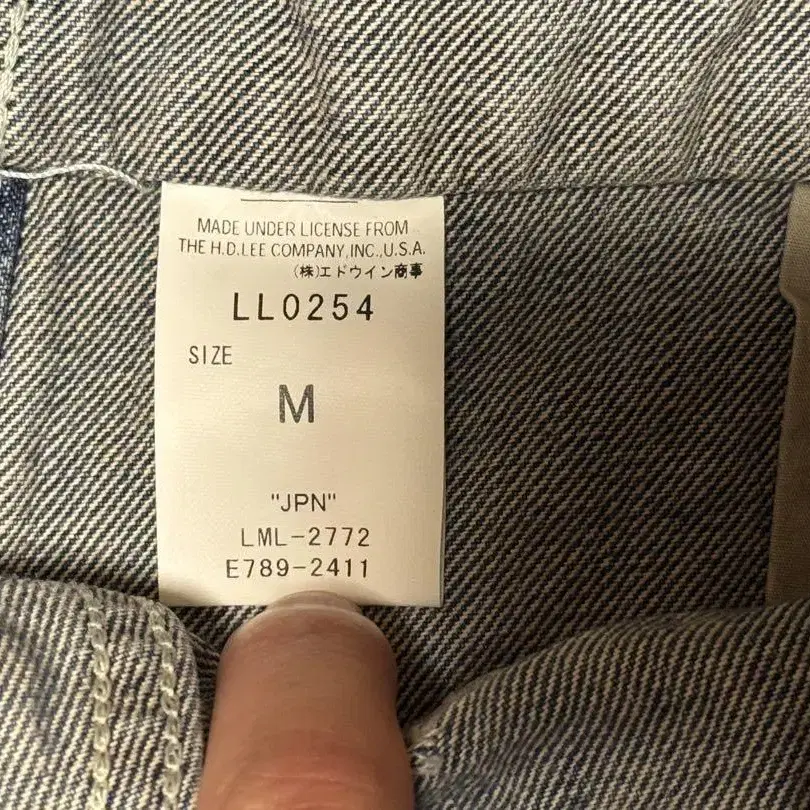 MADE UNDER LICENSE FROM
THE H.D.LEE COMPANY,INC.,U.S.A.
(株)エドウイン商事
LL0254
SIZE
M
"JPN"
LML-2772
E789-2411